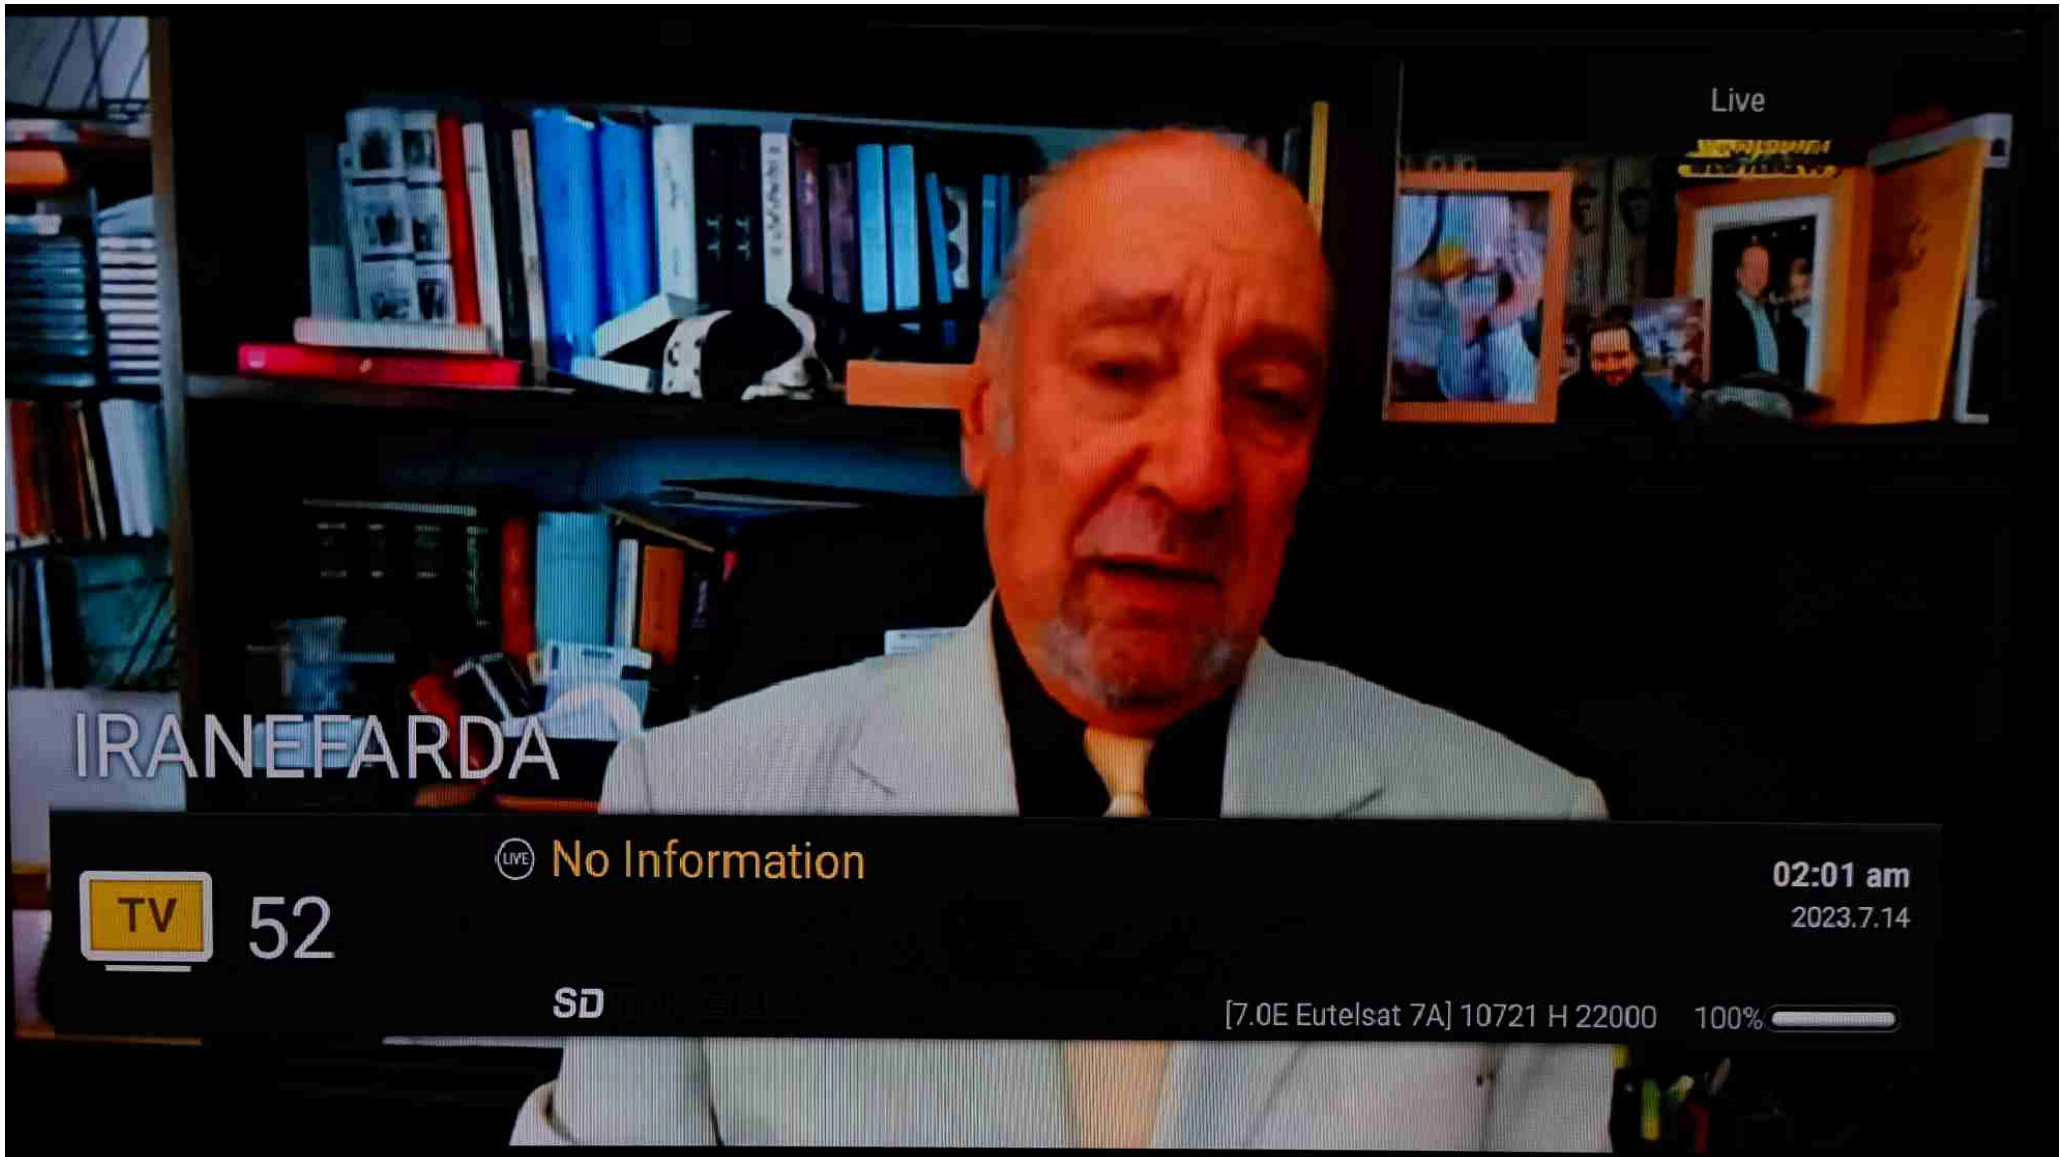 Live
IRANEFARDA
LIVE No Information
02:01 am
TV 52
2023.7.14
SD
[7.0E Eutelsat 7A] 10721 H 22000 100%